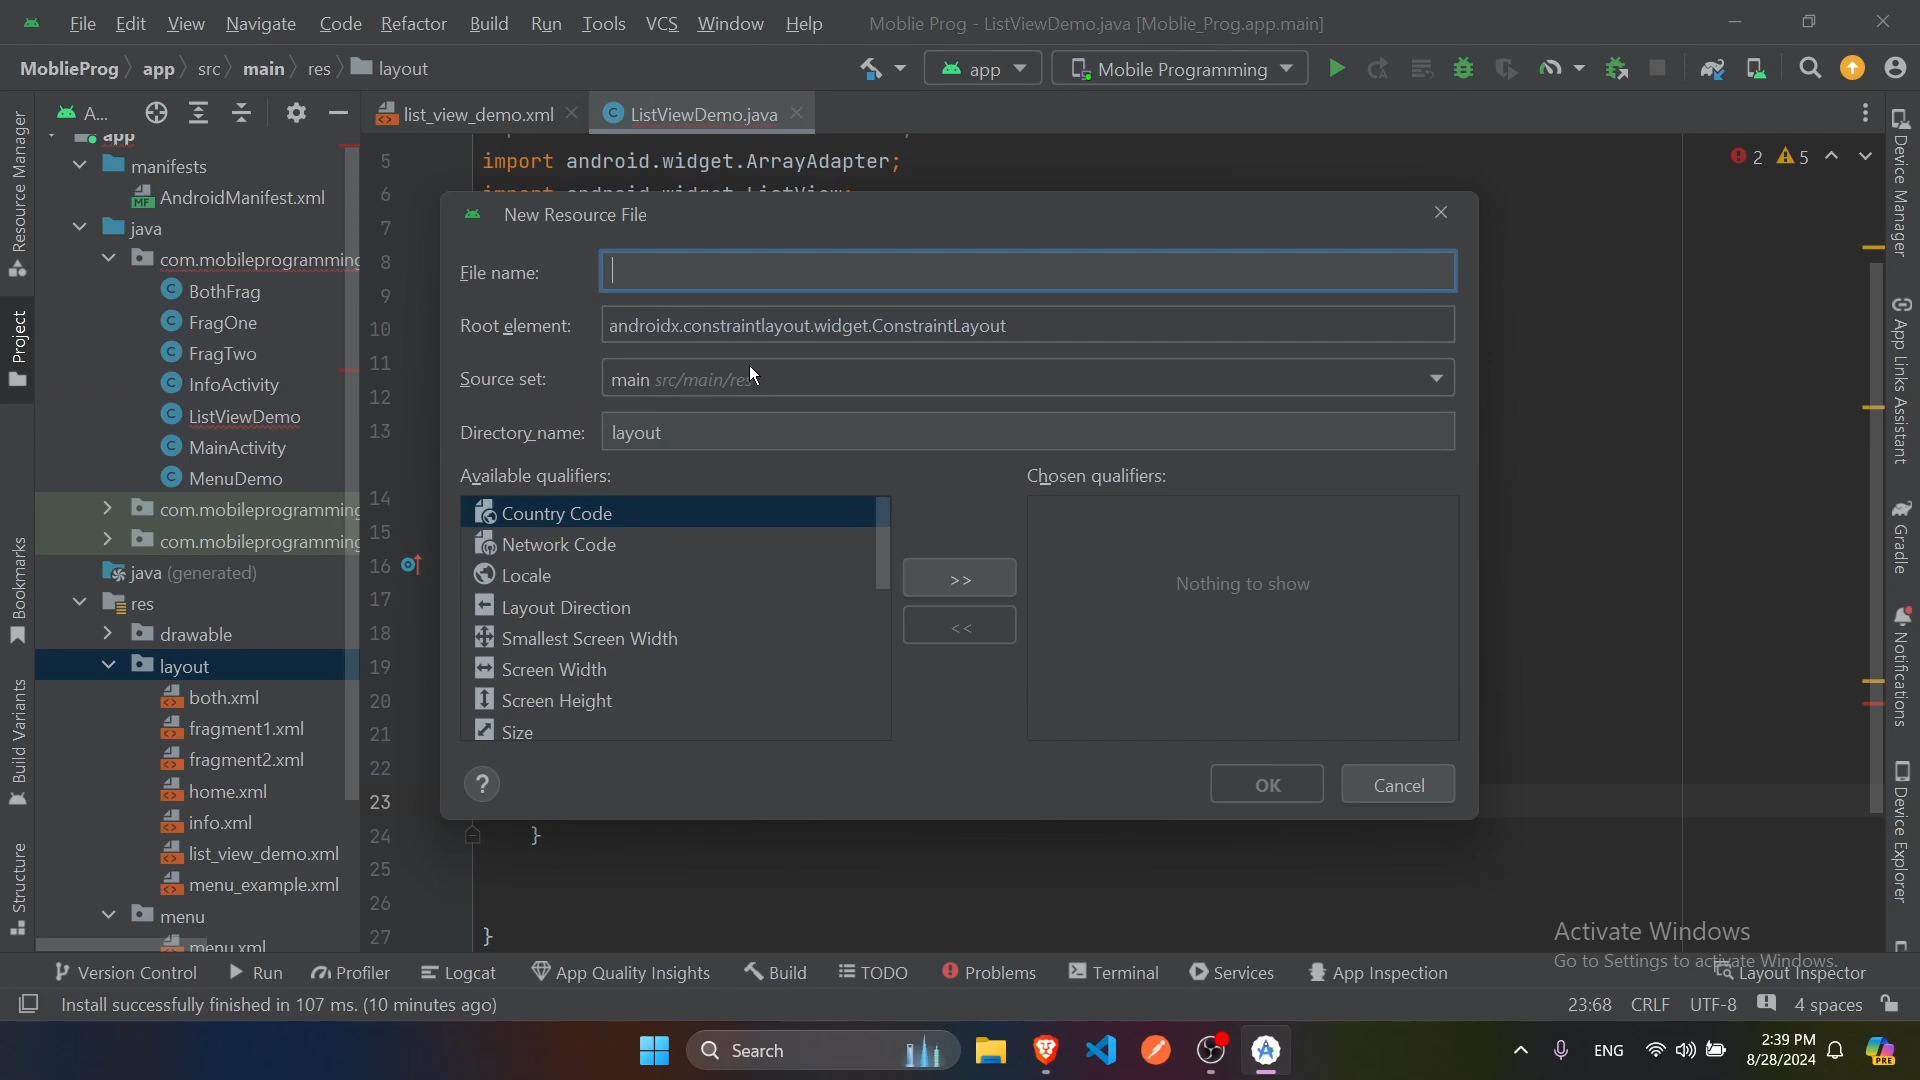 File Edit View Navigate Code Refactor Build Run Tools VCS Window Help Moblie Prog - ListViewDemo.java [Moblie_Prog.app.main]
MoblieProg app src main res layout app Mobile Programming
A... list_view_demo.xml ListViewDemo.java
app
manifests
AndroidManifest.xml
java
com.mobileprogramming
BothFrag
FragOne
FragTwo
InfoActivity
ListViewDemo
MainActivity
MenuDemo
com.mobileprogramming
com.mobileprogramming
java (generated)
res
drawable
layout
both.xml
fragment1.xml
fragment2.xml
home.xml
info.xml
list_view_demo.xml
menu_example.xml
menu
menu.xml
5 import android.widget.ArrayAdapter;
6 import android.widget.ListView;
7
8
9
10
11
12
13
14
15
16
17
18
19
20
21
22
23
24 }
25
26
27 }
2 5
New Resource File
File name:
Root element: androidx.constraintlayout.widget.ConstraintLayout
Source set: main src/main/res
Directory name: layout
Available qualifiers: Chosen qualifiers:
Country Code
Network Code
Locale
Layout Direction
Smallest Screen Width
Screen Width
Screen Height
Size
>>
<<
Nothing to show
? OK Cancel
Resource Manager
Project
Bookmarks
Build Variants
Structure
Device Manager
App Links Assistant
Gradle
Notifications
Device Explorer
Activate Windows
Go to Settings to activate Windows.
Version Control Run Profiler Logcat App Quality Insights Build TODO Problems Terminal Services App Inspection Layout Inspector
Install successfully finished in 107 ms. (10 minutes ago) 23:68 CRLF UTF-8 4 spaces
Search ENG 2:39 PM
8/28/2024
PRE